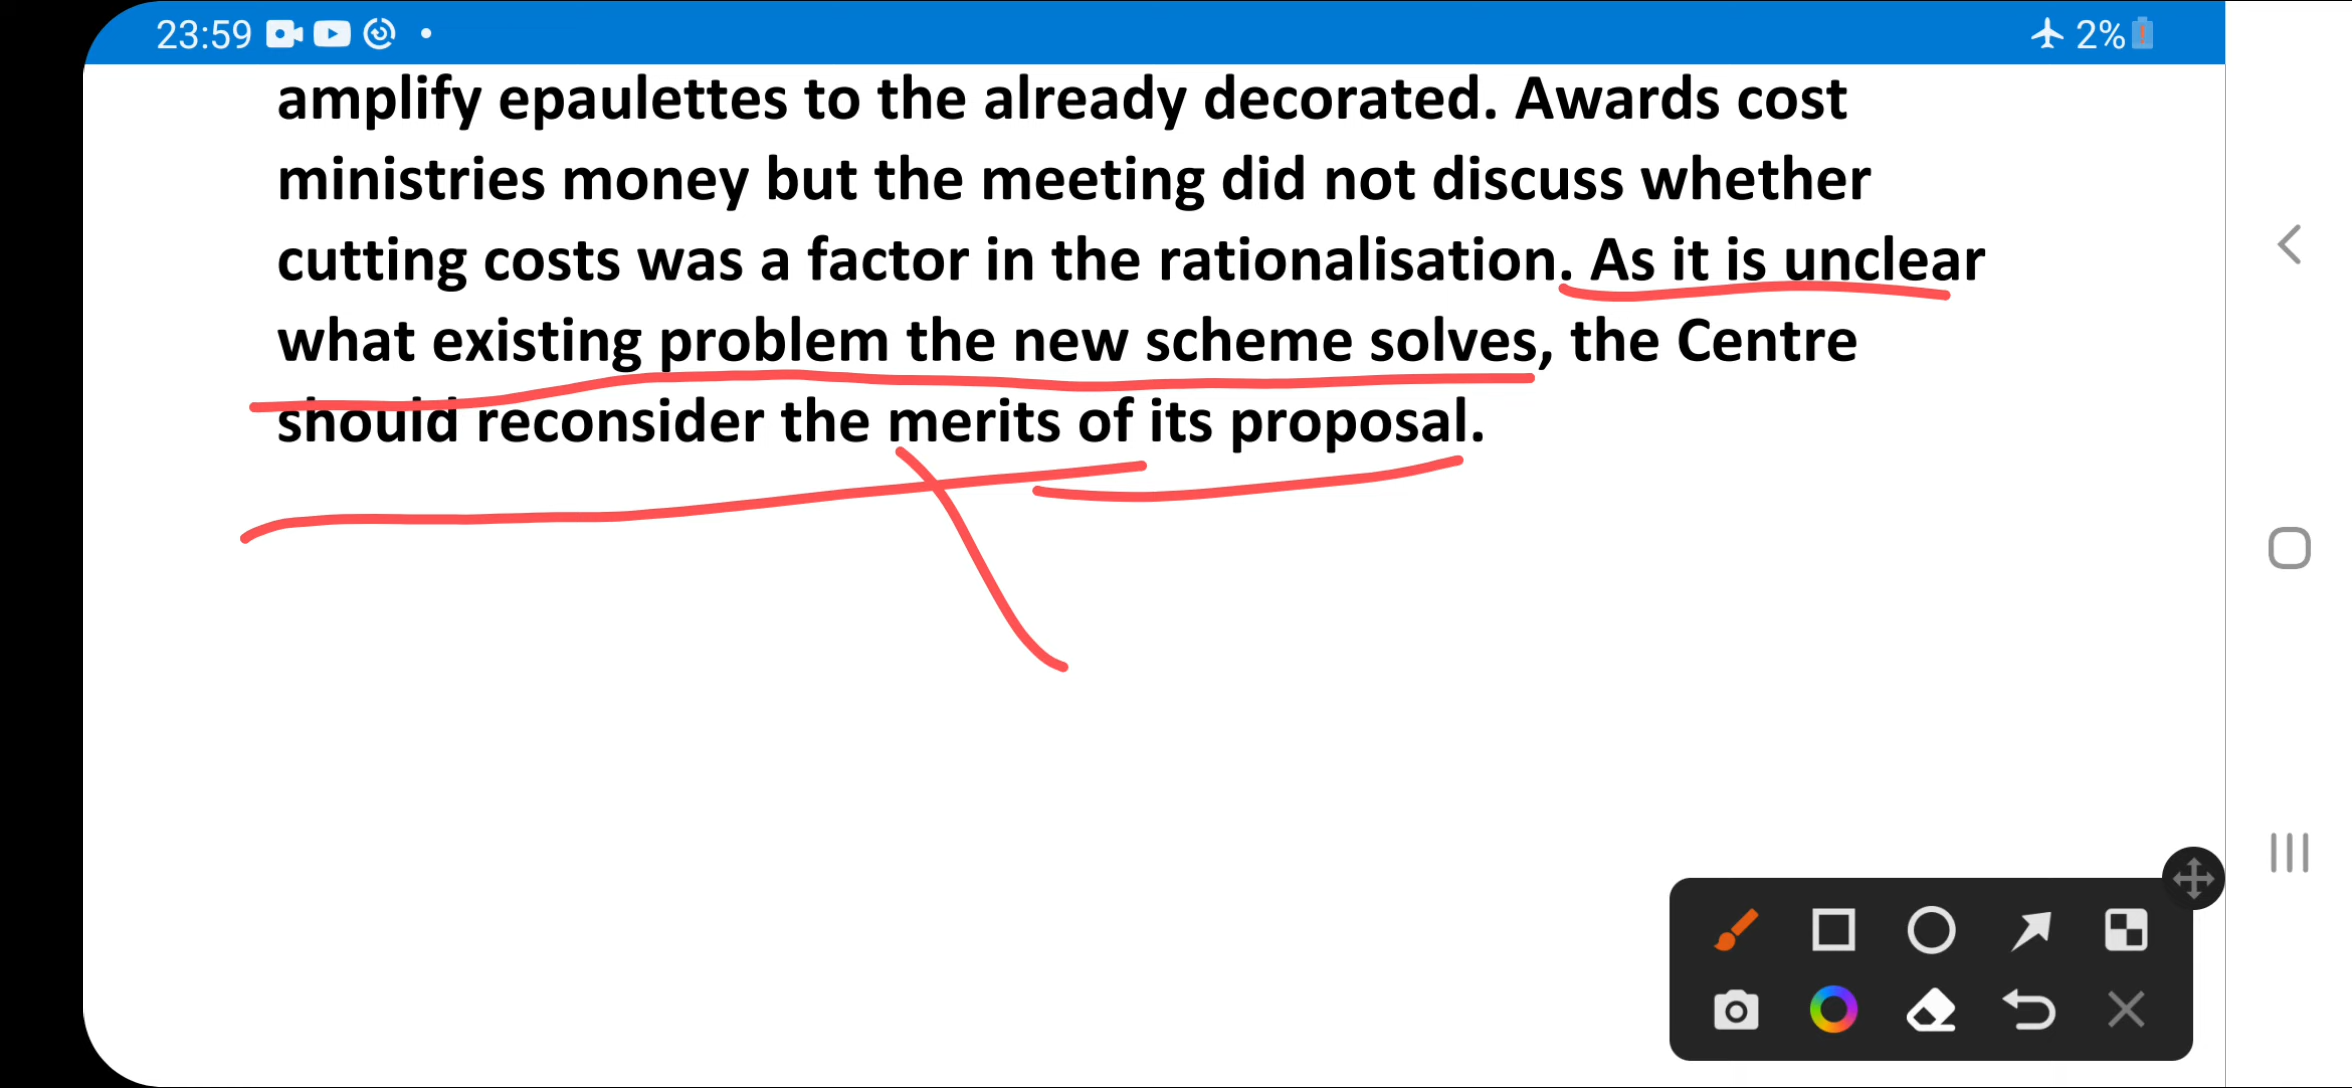 23:59
2%
amplify epaulettes to the already decorated. Awards cost
ministries money but the meeting did not discuss whether
cutting costs was a factor in the rationalisation. As it is unclear
what existing problem the new scheme solves, the Centre
should reconsider the merits of its proposal.